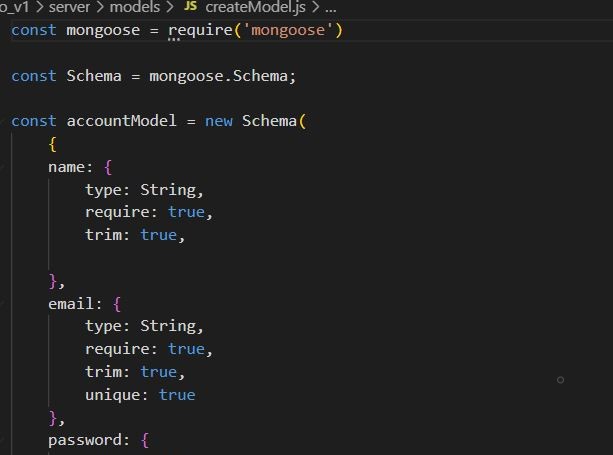 o_v1 > server > models > JS createModel.js > ...
const mongoose = require('mongoose')
const Schema = mongoose.Schema;
const accountModel = new Schema(
{
name: {
type: String,
require: true,
trim: true,
},
email: {
type: String,
require: true,
trim: true,
unique: true
},
password: {